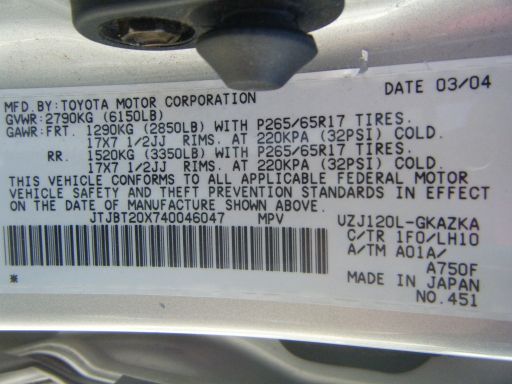 MFD.BY:TOYOTA MOTOR CORPORATION DATE 03/04
GVWR:2790KG (6150LB)
GAWR:FRT. 1290KG (2850LB) WITH P265/65R17 TIRES.
17X7 1/2JJ RIMS. AT 220KPA (32PSI) COLD.
RR. 1520KG (3350LB) WITH P265/65R17 TIRES.
17X7 1/2JJ RIMS. AT 220KPA (32PSI) COLD.
THIS VEHICLE CONFORMS TO ALL APPLICABLE FEDERAL MOTOR
VEHICLE SAFETY AND THEFT PREVENTION STANDARDS IN EFFECT
ON THE DATE OF MANUFACTURE SHOWN ABOVE.
JTJBT20X740046047 MPV UZJ120L-GKAZKA
C/TR 1F0/LH10
A/TM A01A/
A750F
MADE IN JAPAN
* NO.451